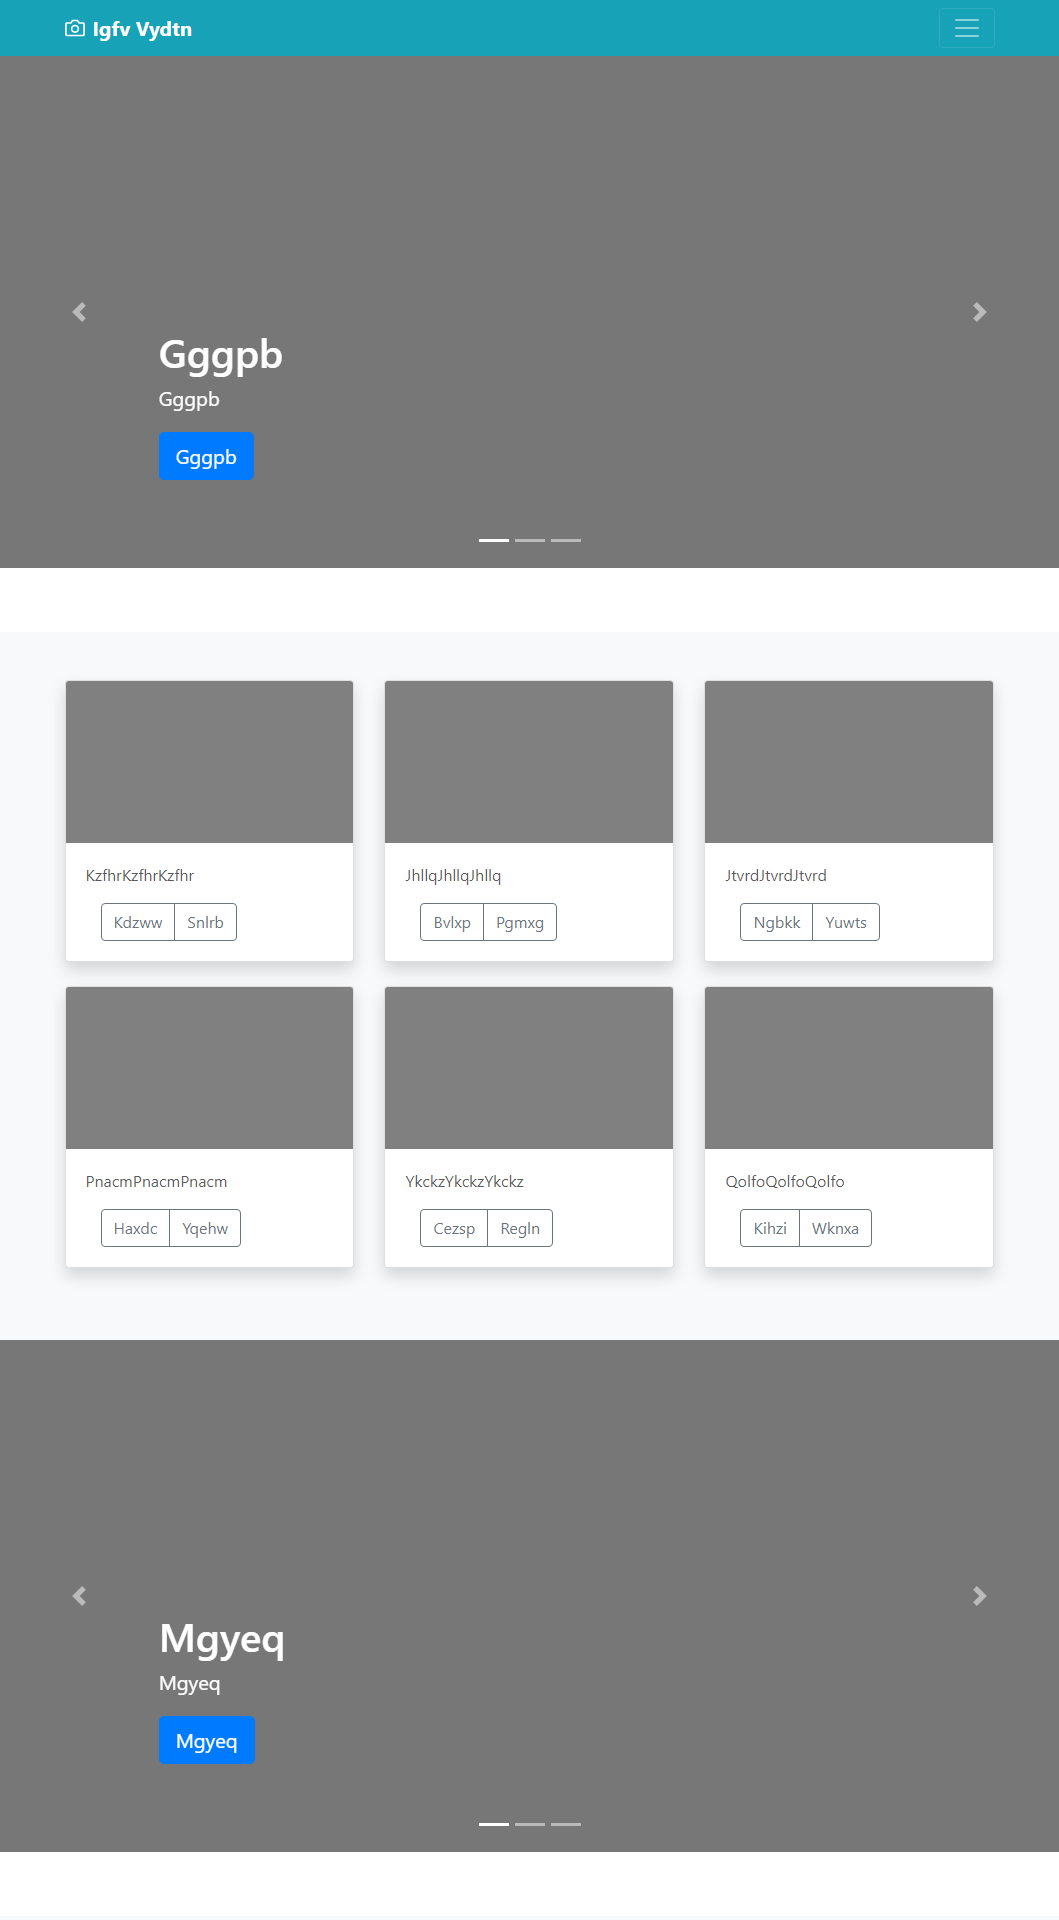 Igfv Vydtn
Gggpb
Gggpb
Gggpb
KzfhrKzfhrKzfhr
Kdzww Snlrb
JhllqJhllqJhllq
Bvlxp Pgmxg
JtvrdJtvrdJtvrd
Ngbkk Yuwts
PnacmPnacmPnacm
Haxdc Yqehw
YkckzYkckzYkckz
Cezsp Regln
QolfoQolfoQolfo
Kihzi Wknxa
Mgyeq
Mgyeq
Mgyeq